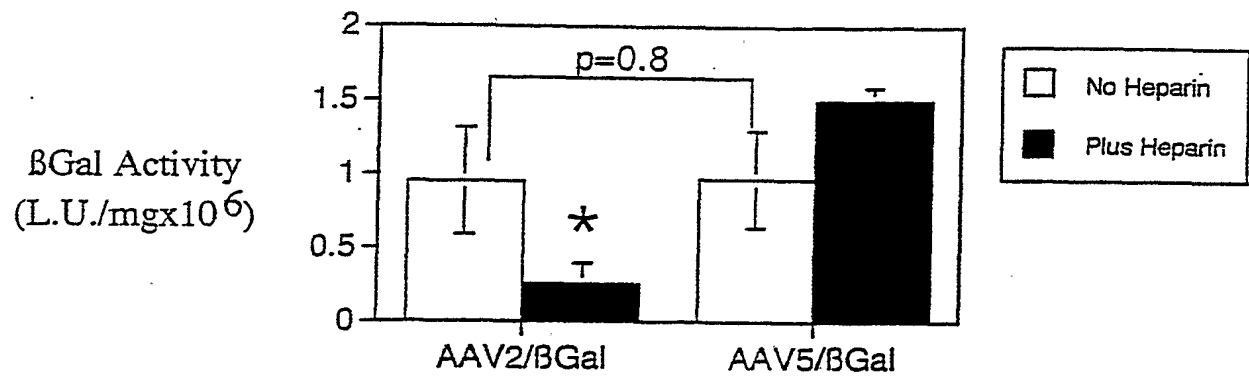 2
p=0.8
1.5
1
0.5
0
*
ßGal Activity
(L.U./mgx10⁶)
AAV2/ßGal
AAV5/ßGal
No Heparin
Plus Heparin